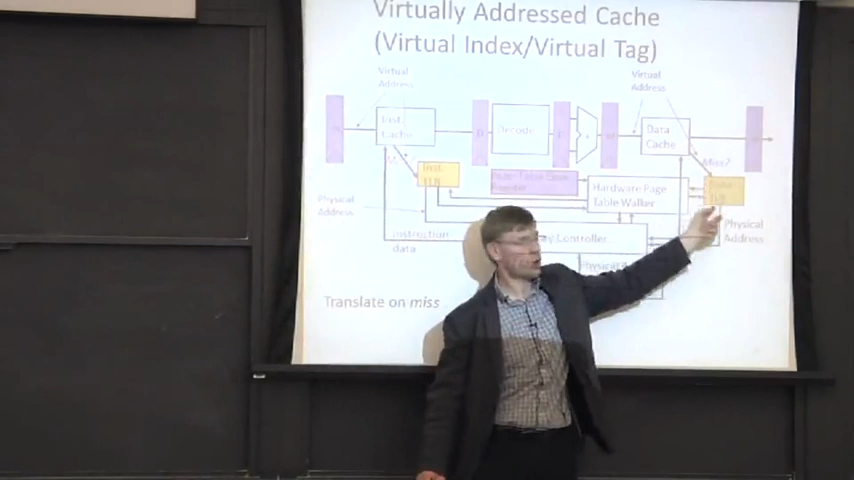 Virtually Addressed Cache
(Virtual Index/Virtual Tag)
Virtual
Address
Virtual
Address
Inst.
Cache
D
Decode
E
M
Data
Cache
Miss?
Inst.
TLB
Hardware Page
Table Walker
Physical
Address
Physical
Address
Instruction
data
Controller
Translate on miss